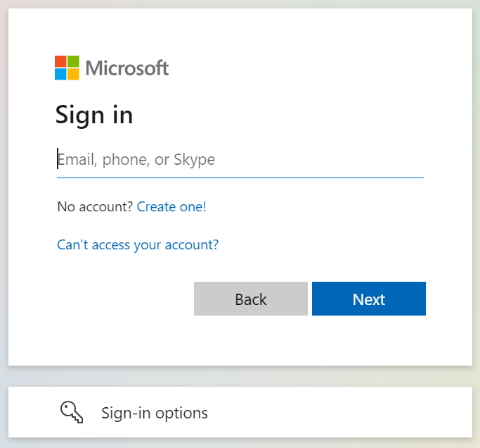 Microsoft
Sign in
Email, phone, or Skype
No account? Create one!
Can't access your account?
Back Next
Sign-in options